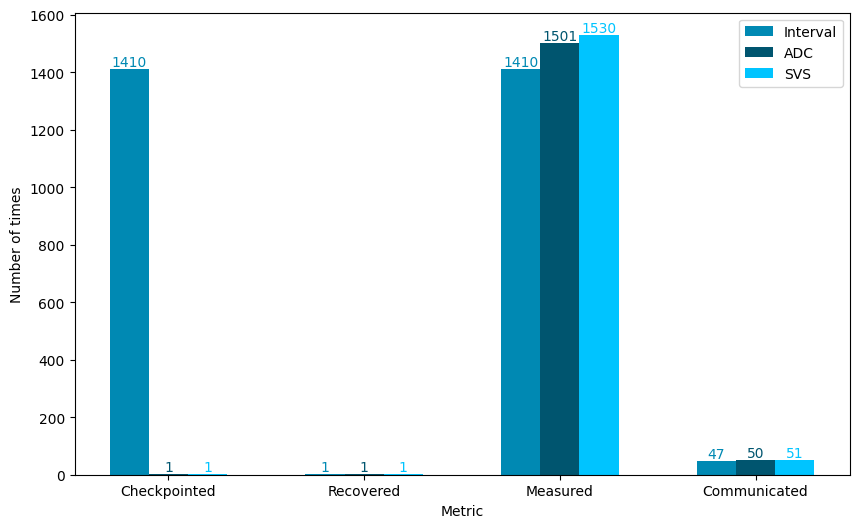 1600
1400
1200
1000
800
600
400
200
0
Number of times
1410
1
1
1
1
1
1410
1501
1530
47
50
51
Interval
ADC
SVS
Checkpointed
Recovered
Measured
Communicated
Metric